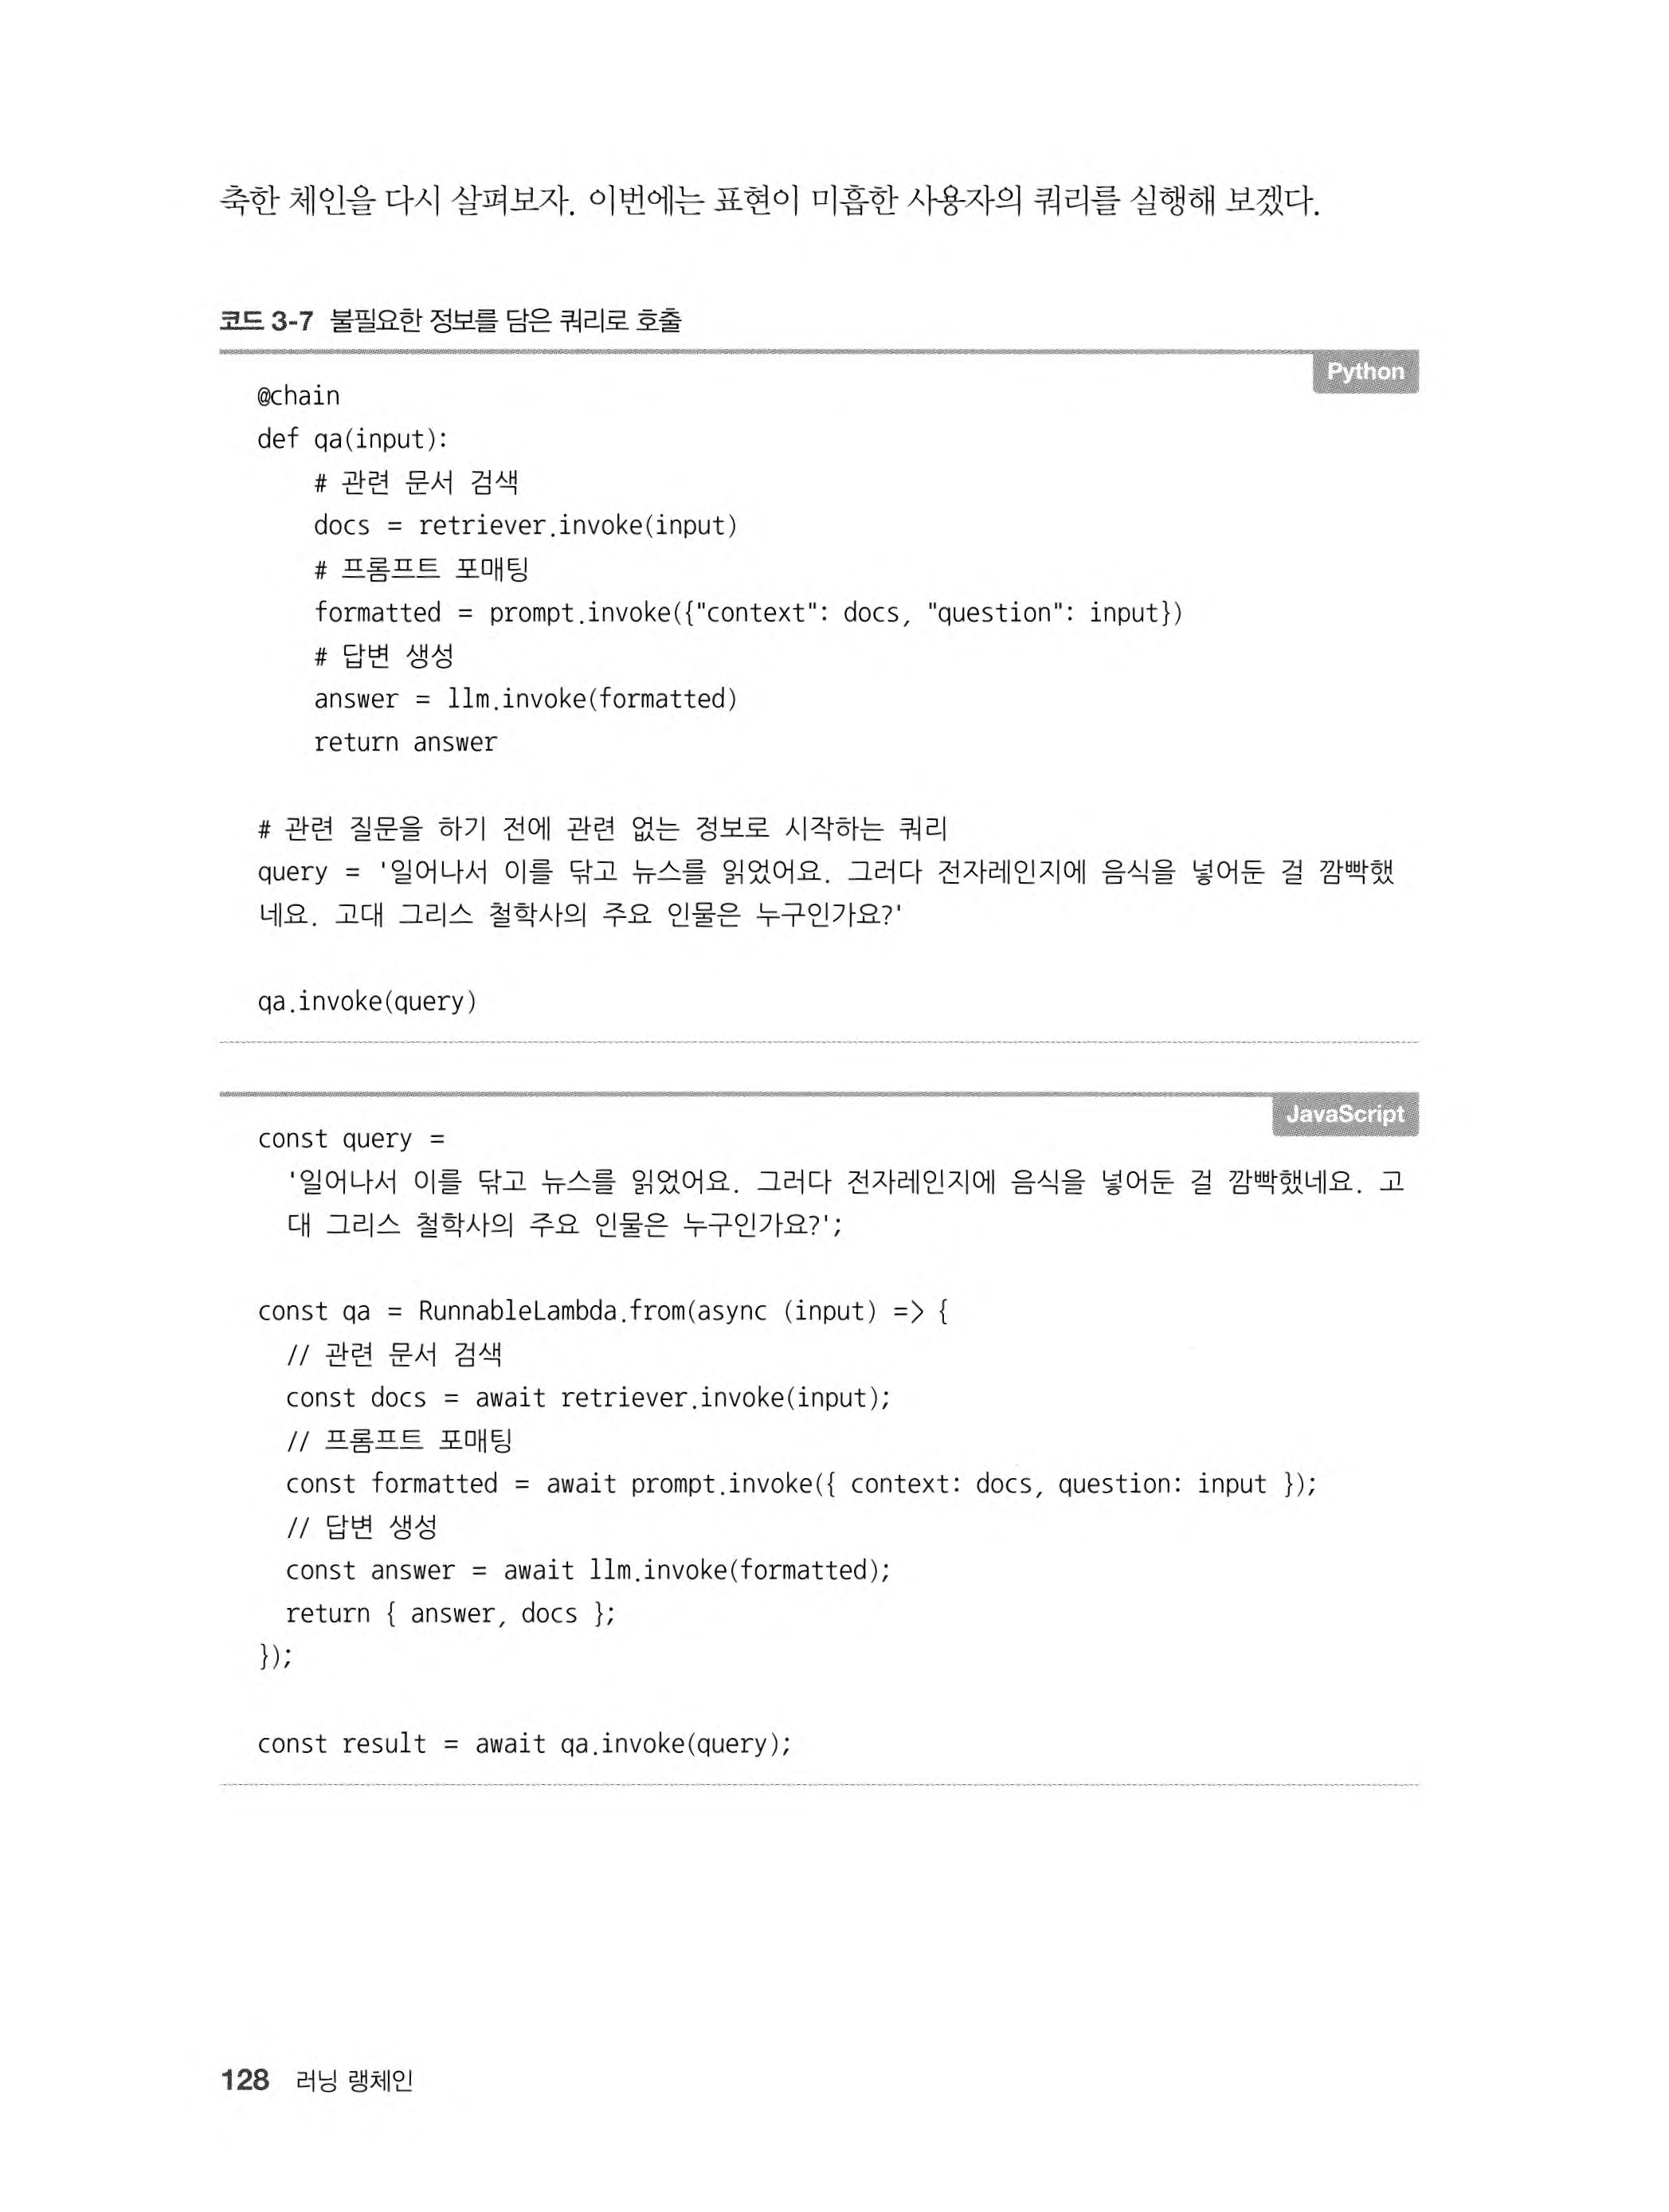 축한 체인을 다시 살펴보자. 이번에는 표현이 미흡한 사용자의 쿼리를 실행해 보겠다.
코드 3-7 불필요한 정보를 담은 쿼리로 호출
Python
@chain
def qa(input):
    # 관련 문서 검색
    docs = retriever.invoke(input)
    # 프롬프트 포매팅
    formatted = prompt.invoke({"context": docs, "question": input})
    # 답변 생성
    answer = llm.invoke(formatted)
    return answer
# 관련 질문을 하기 전에 관련 없는 정보로 시작하는 쿼리
query = '일어나서 이를 닦고 뉴스를 읽었어요. 그러다 전자레인지에 음식을 넣어둔 걸 깜빡했
네요. 고대 그리스 철학사의 주요 인물은 누구인가요?'
qa.invoke(query)
JavaScript
const query =
  '일어나서 이를 닦고 뉴스를 읽었어요. 그러다 전자레인지에 음식을 넣어둔 걸 깜빡했네요. 고
  대 그리스 철학사의 주요 인물은 누구인가요?';
const qa = RunnableLambda.from(async (input) => {
  // 관련 문서 검색
  const docs = await retriever.invoke(input);
  // 프롬프트 포매팅
  const formatted = await prompt.invoke({ context: docs, question: input });
  // 답변 생성
  const answer = await llm.invoke(formatted);
  return { answer, docs };
});
const result = await qa.invoke(query);
128 러닝 랭체인